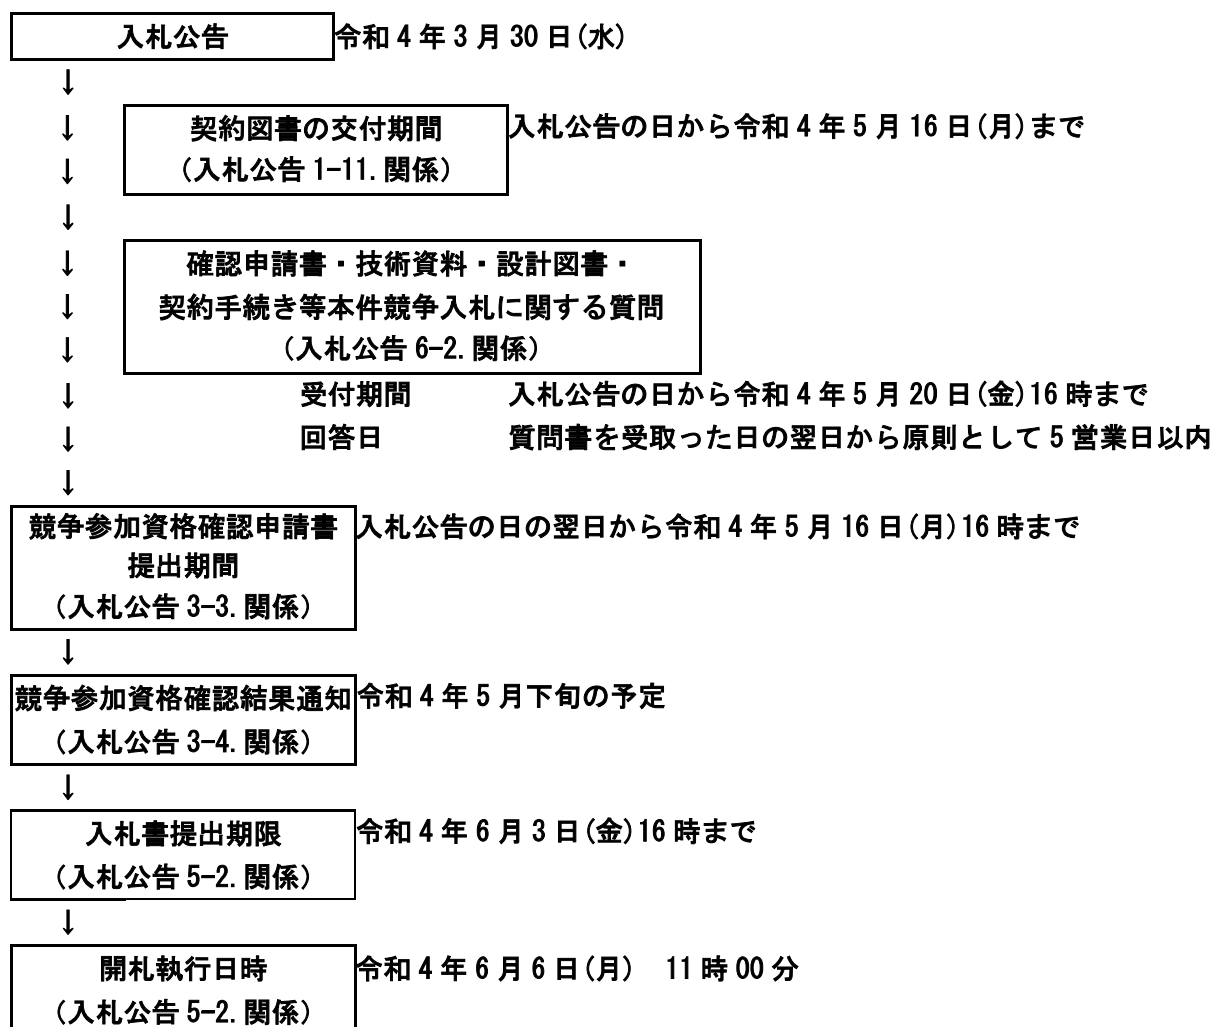 入札公告 令和4年3月30日(水)
↓
↓ 契約図書の交付期間 入札公告の日から令和4年5月16日(月)まで
↓ (入札公告1-11.関係)
↓
↓ 確認申請書・技術資料・設計図書・
↓ 契約手続き等本件競争入札に関する質問
↓ (入札公告6-2.関係)
↓ 受付期間 入札公告の日から令和4年5月20日(金)16時まで
↓ 回答日 質問書を受取った日の翌日から原則として5営業日以内
↓
競争参加資格確認申請書 入札公告の日の翌日から令和4年5月16日(月)16時まで
提出期間
(入札公告3-3.関係)
↓
競争参加資格確認結果通知 令和4年5月下旬の予定
(入札公告3-4.関係)
↓
入札書提出期限 令和4年6月3日(金)16時まで
(入札公告5-2.関係)
↓
開札執行日時 令和4年6月6日(月) 11時00分
(入札公告5-2.関係)